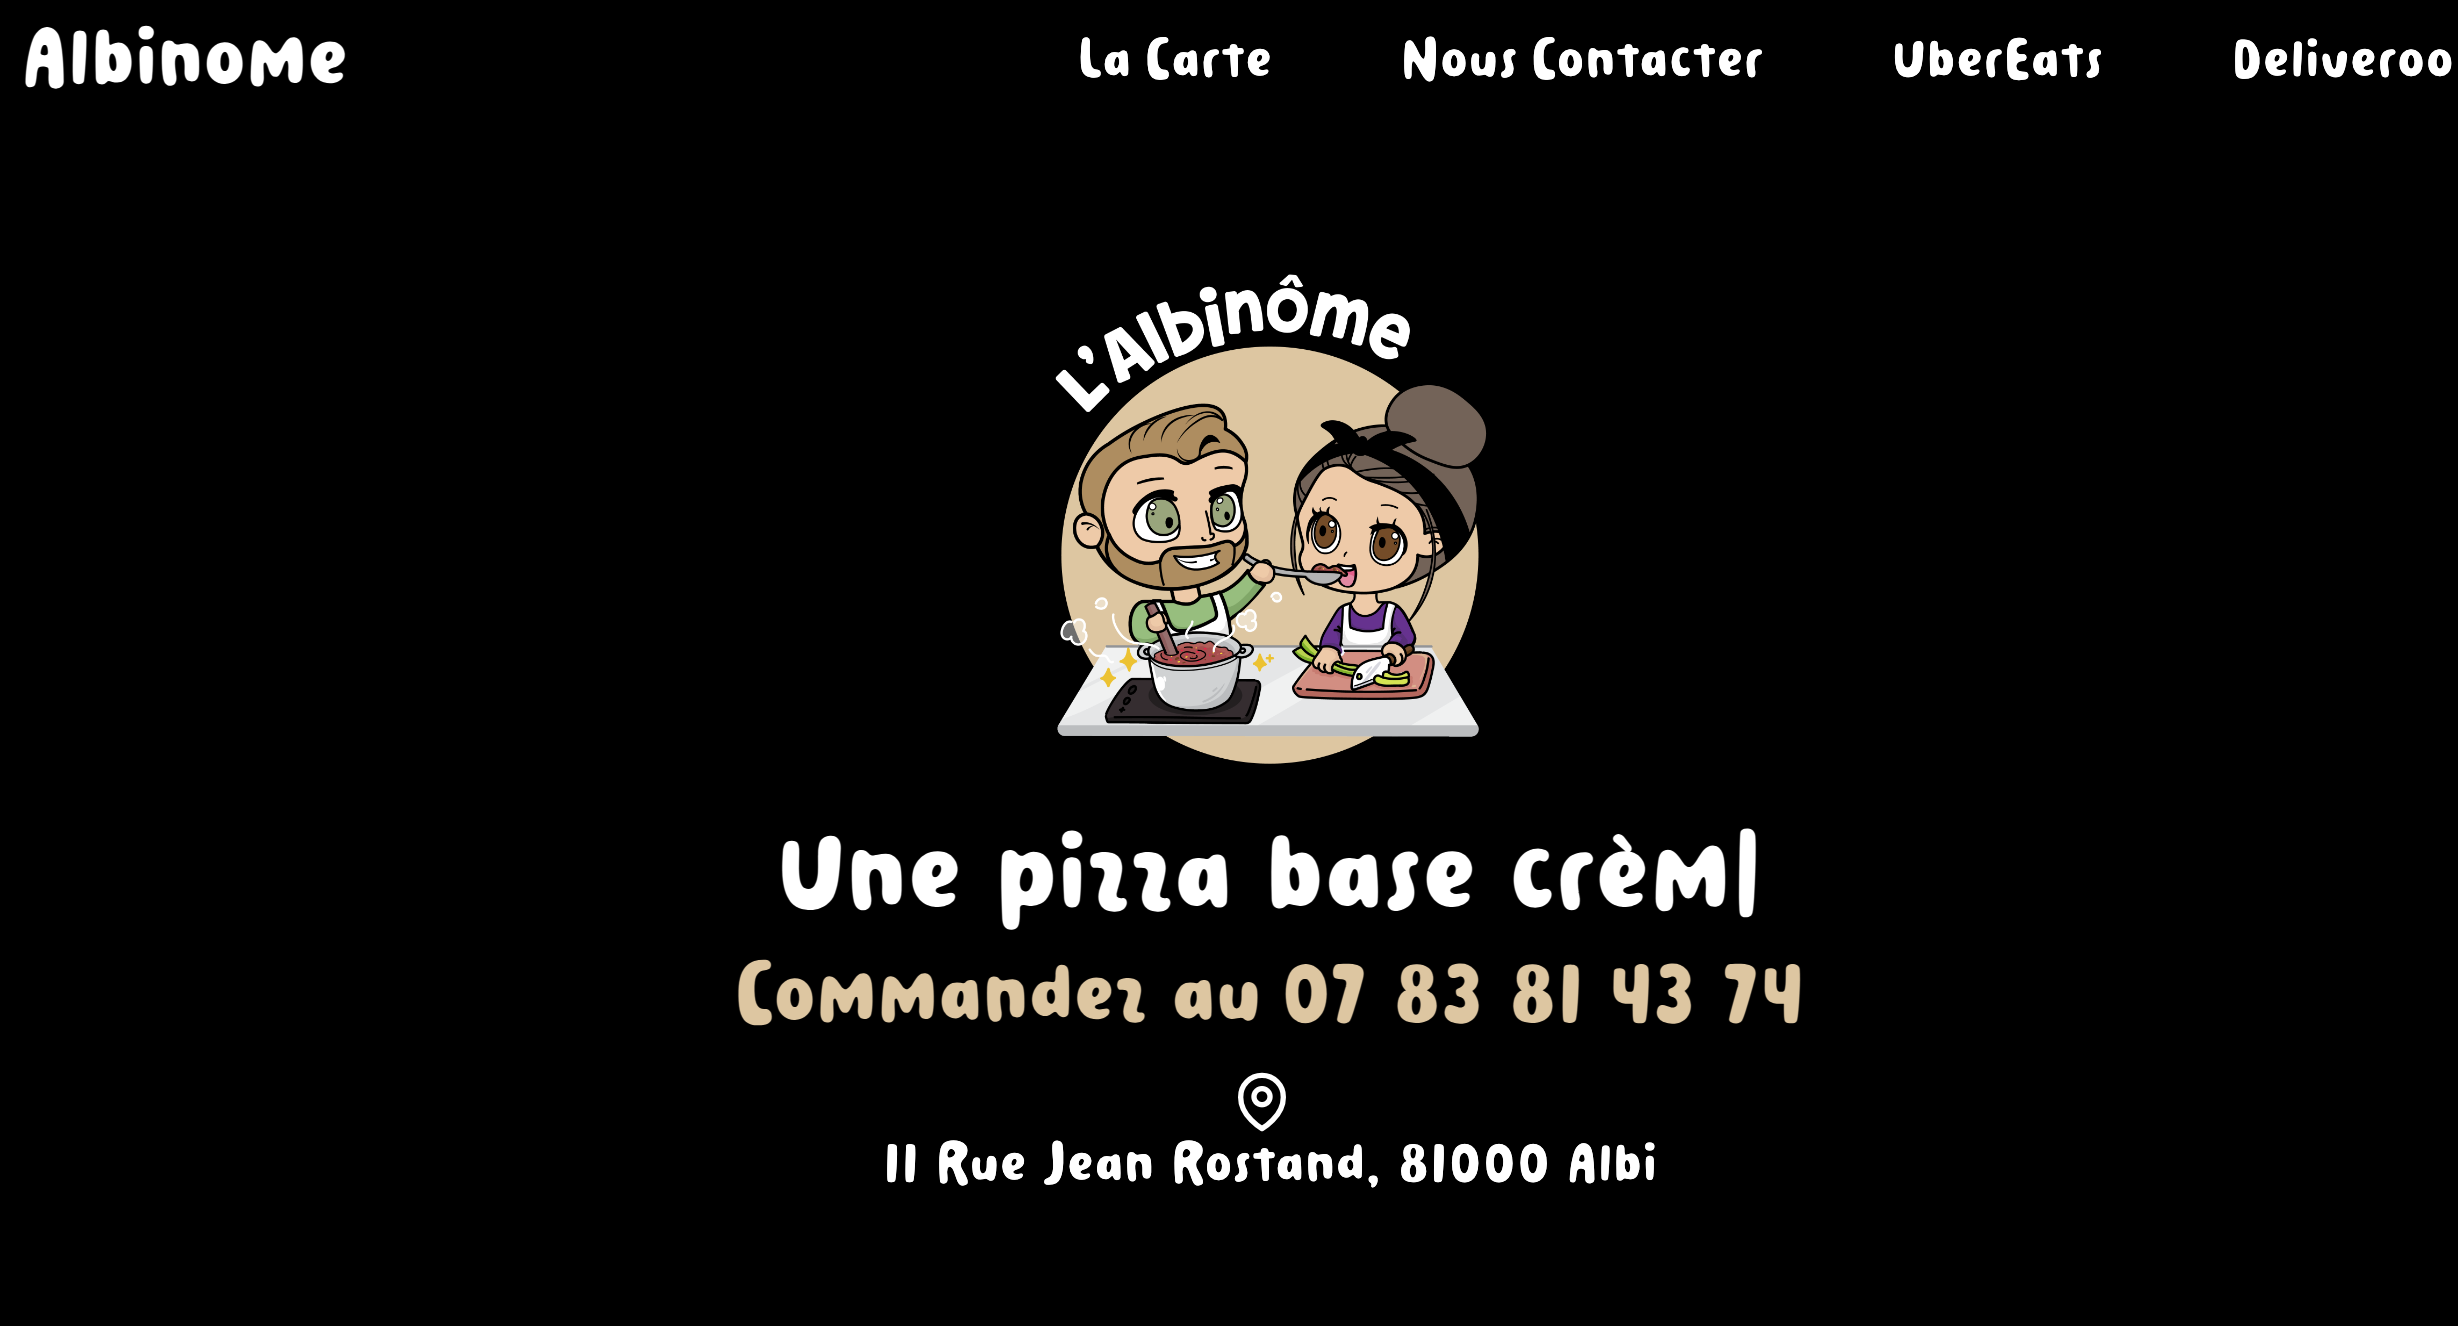 Albinome
La Carte
Nous Contacter
UberEats
Deliveroo
L'Albinôme
Une pizza base crèm|
Commandez au 07 83 81 43 74
11 Rue Jean Rostand, 81000 Albi